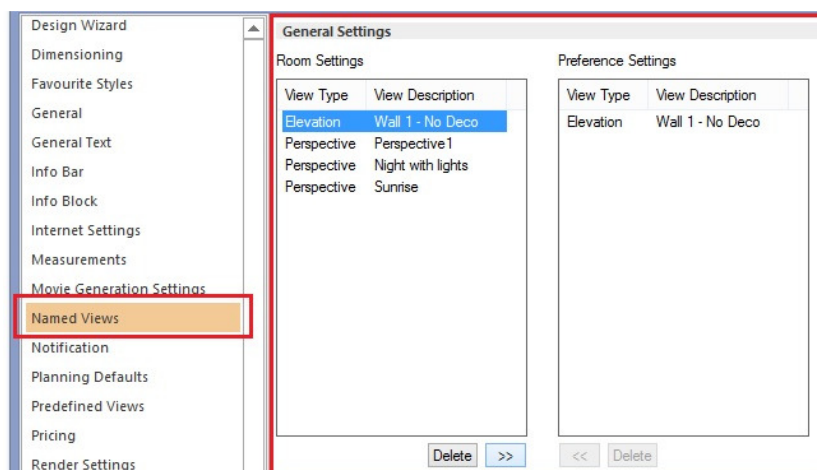 Design Wizard
Dimensioning
Favourite Styles
General
General Text
Info Bar
Info Block
Internet Settings
Measurements
Movie Generation Settings
Named Views
Notification
Planning Defaults
Predefined Views
Pricing
Render Settings
General Settings
Room Settings
View Type View Description
Elevation Wall 1 - No Deco
Perspective Perspective1
Perspective Night with lights
Perspective Sunrise
Delete >>
Preference Settings
View Type View Description
Elevation Wall 1 - No Deco
<< Delete